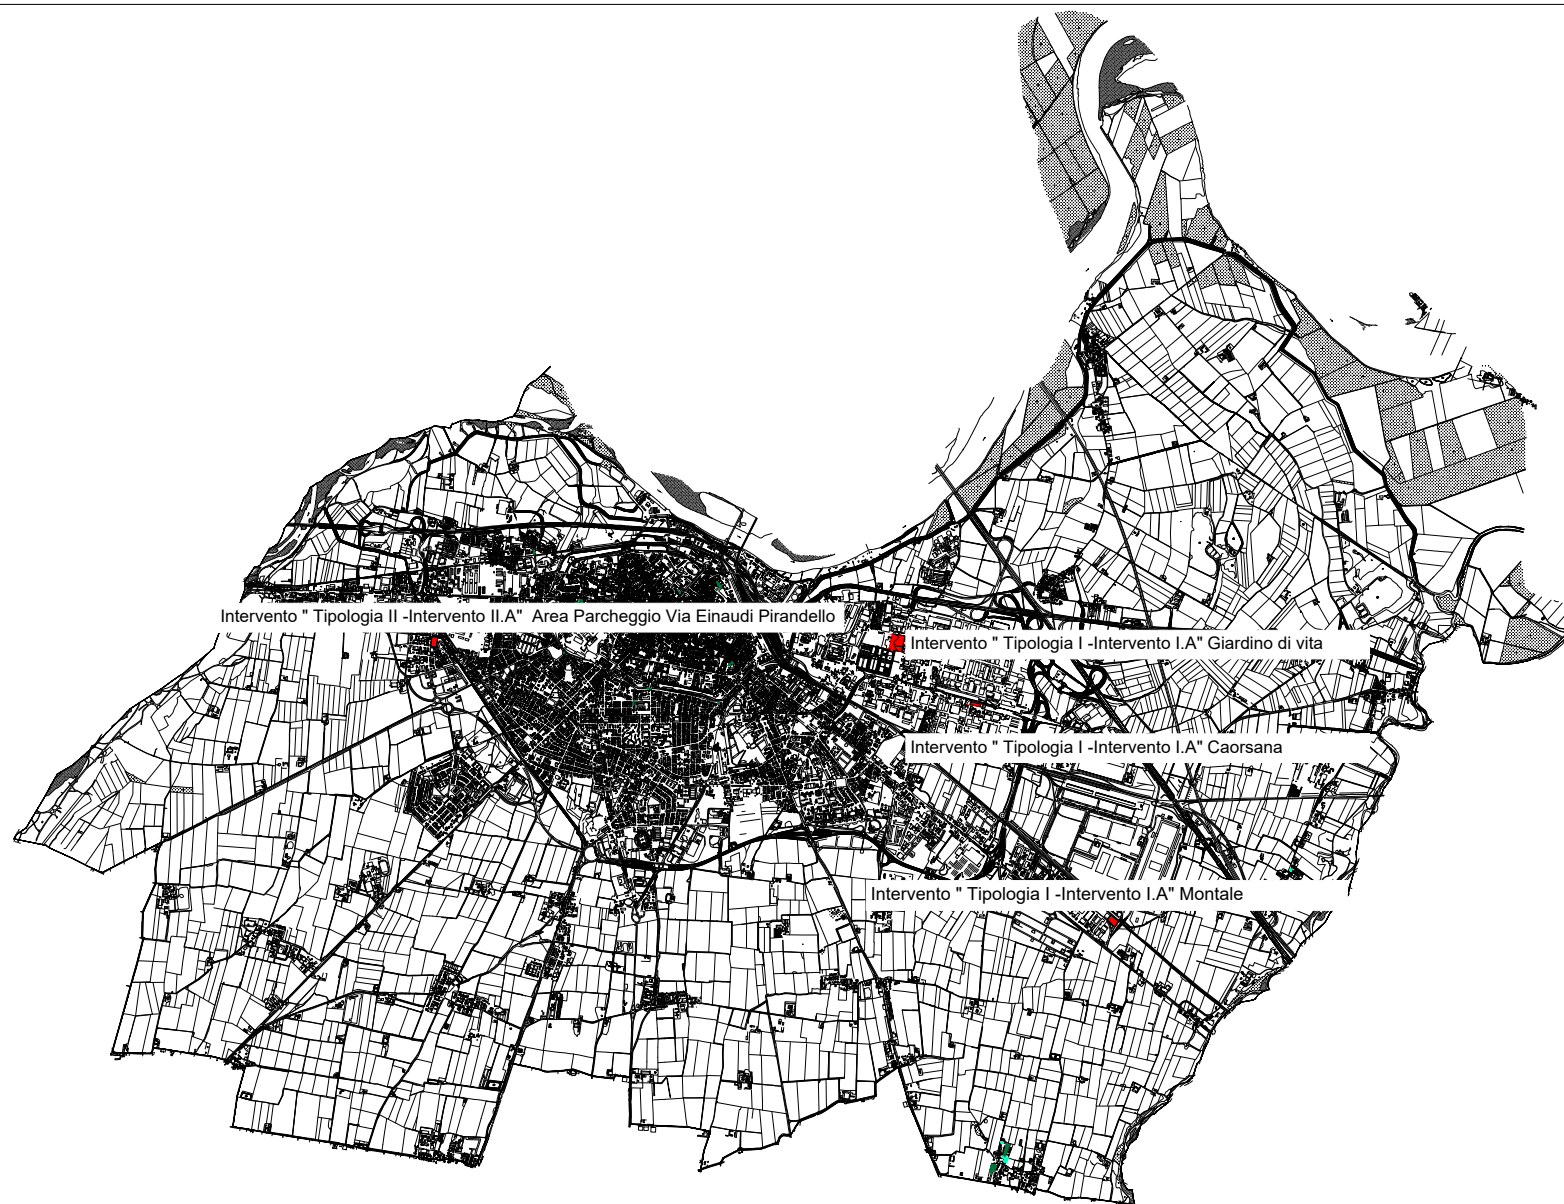 Intervento " Tipologia II -Intervento II.A"  Area Parcheggio Via Einaudi Pirandello
Intervento " Tipologia I -Intervento I.A" Giardino di vita
Intervento " Tipologia I -Intervento I.A" Caorsana
Intervento " Tipologia I -Intervento I.A" Montale